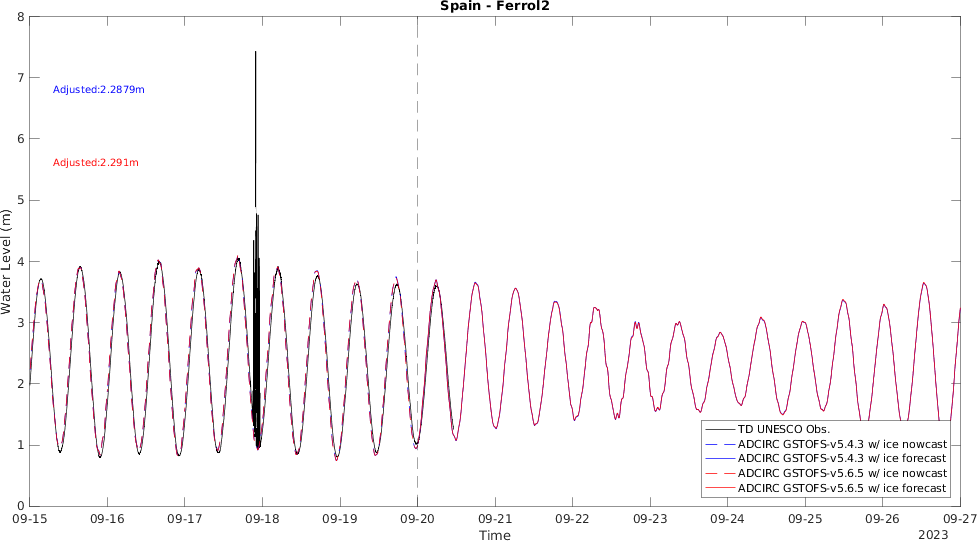 Spain - Ferrol2
8
7
6
5
4
3
2
1
0
Water Level (m)
Adjusted:2.2879m
Adjusted:2.291m
TD UNESCO Obs.
ADCIRC GSTOFS-v5.4.3 w/ ice nowcast
ADCIRC GSTOFS-v5.4.3 w/ ice forecast
ADCIRC GSTOFS-v5.6.5 w/ ice nowcast
ADCIRC GSTOFS-v5.6.5 w/ ice forecast
09-15 09-16 09-17 09-18 09-19 09-20 09-21 09-22 09-23 09-24 09-25 09-26 09-27
Time
2023